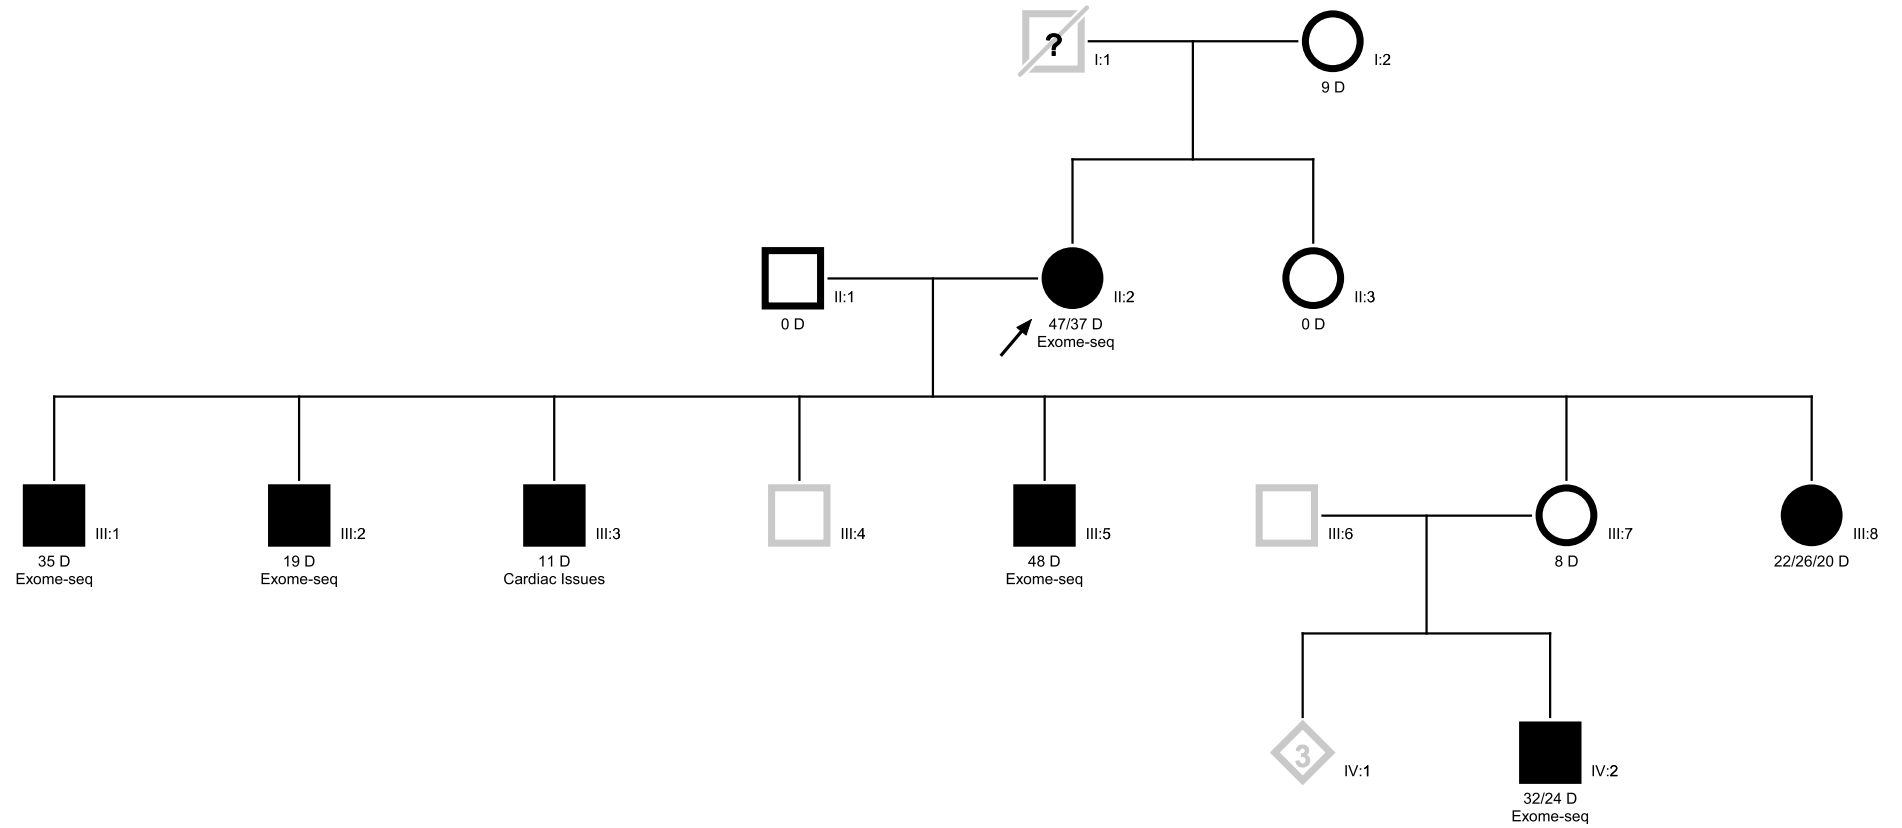 ?
I:1
I:2
9 D
II:1
0 D
II:2
47/37 D
Exome-seq
II:3
0 D
III:1
35 D
Exome-seq
III:2
19 D
Exome-seq
III:3
11 D
Cardiac Issues
III:4
III:5
48 D
Exome-seq
III:6
III:7
8 D
III:8
22/26/20 D
3
IV:1
IV:2
32/24 D
Exome-seq